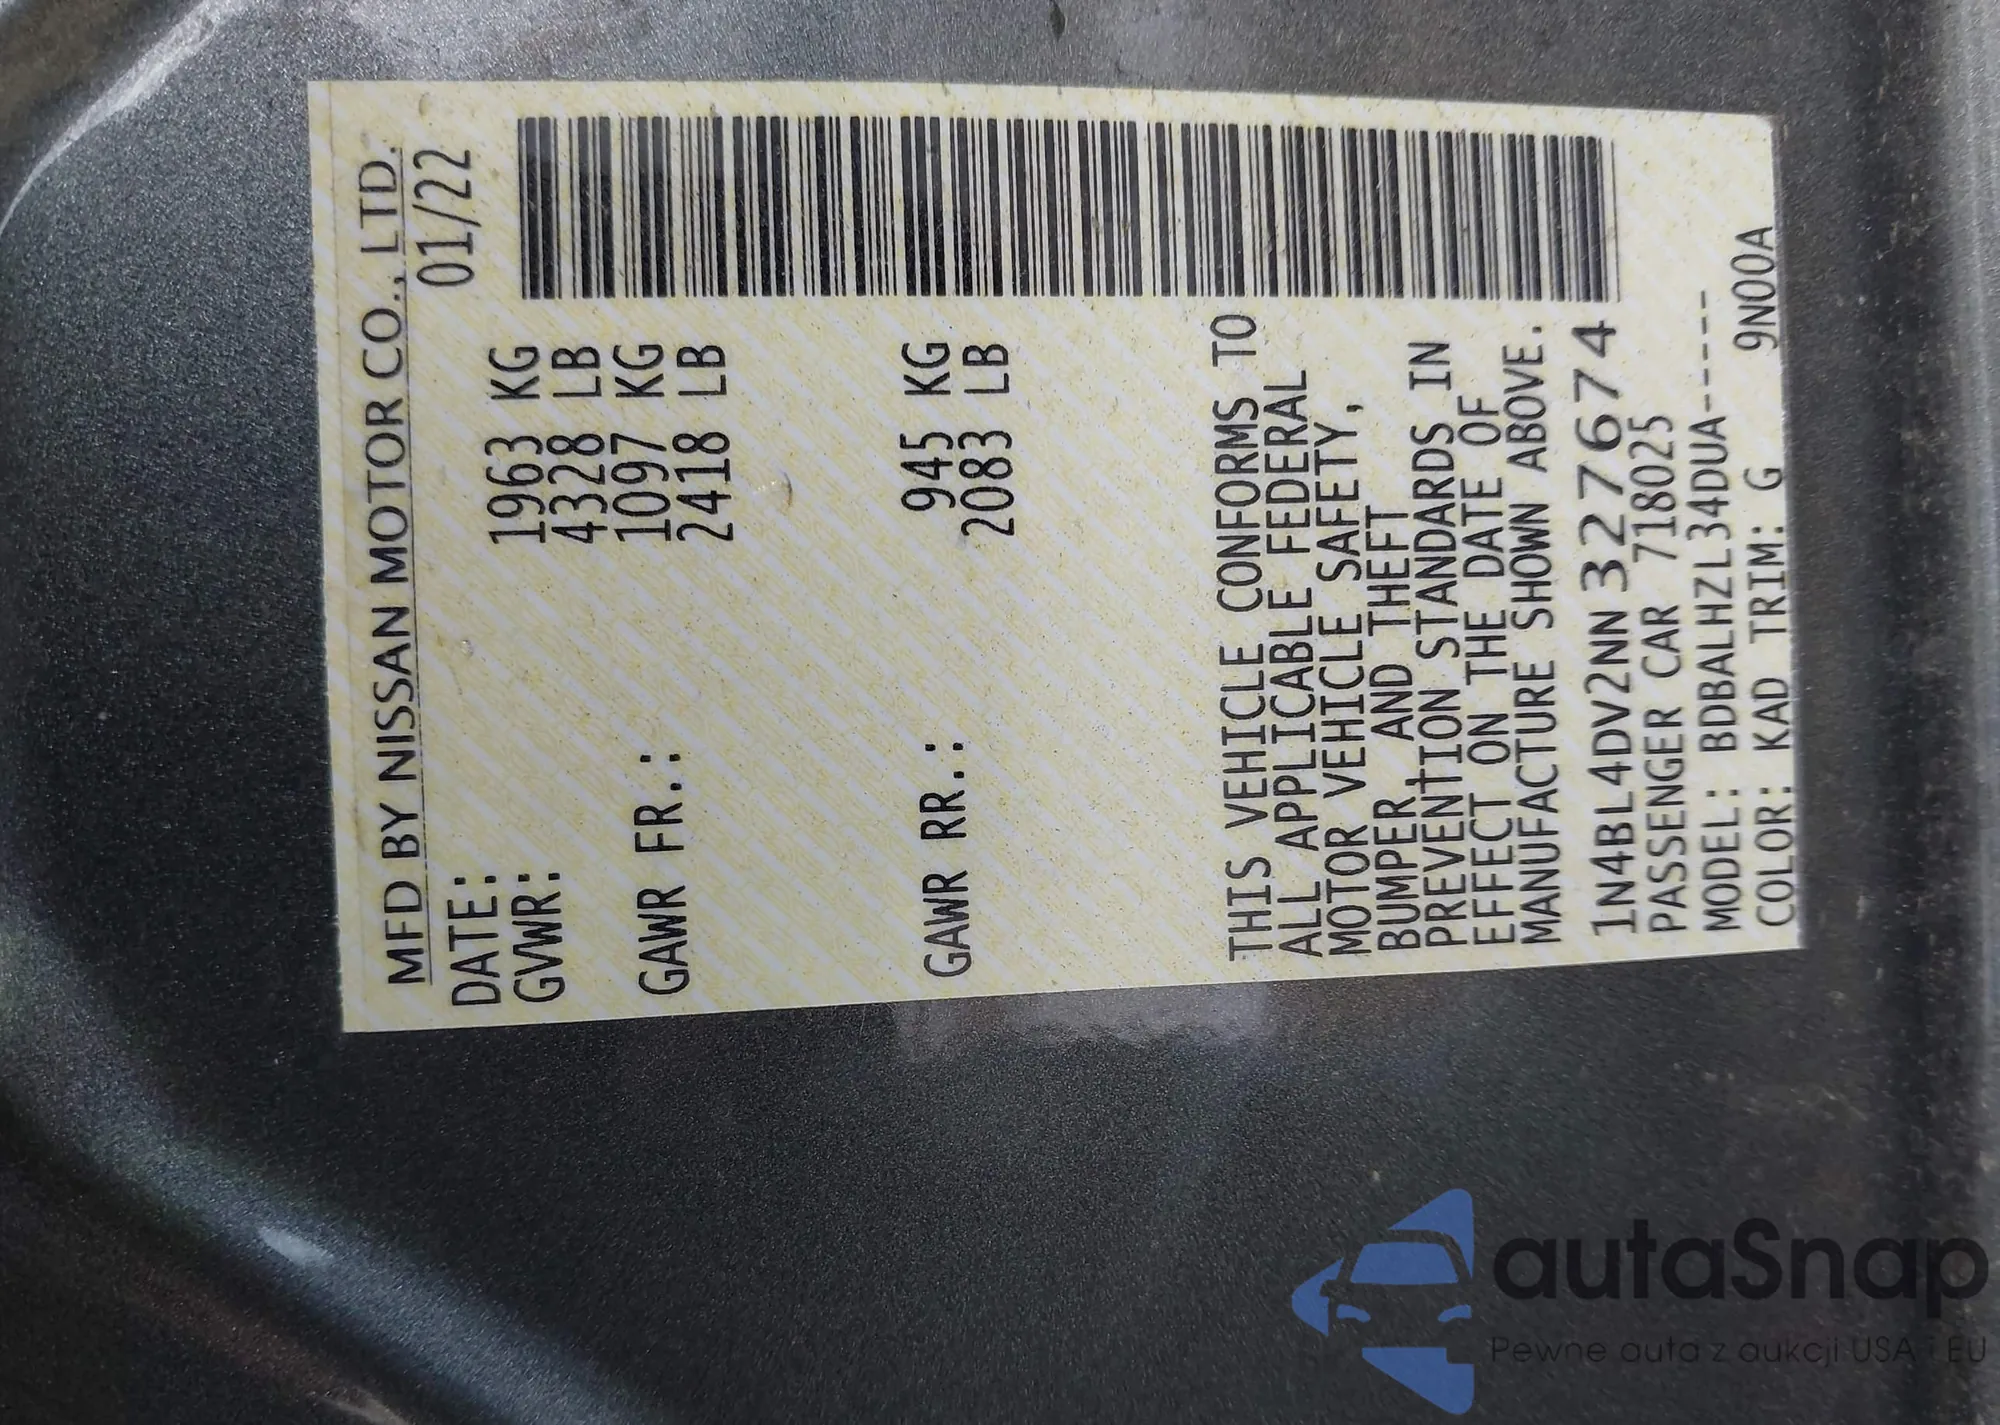 MFD BY NISSAN MOTOR CO., LTD.
DATE: 01/22
GVWR: 1963 KG
4328 LB
GAWR FR.: 1097 KG
2418 LB
GAWR RR.: 945 KG
2083 LB
THIS VEHICLE CONFORMS TO
ALL APPLICABLE FEDERAL
MOTOR VEHICLE SAFETY,
BUMPER AND THEFT
PREVENTION STANDARDS IN
EFFECT ON THE DATE OF
MANUFACTURE SHOWN ABOVE.
1N4BL4DV2NN327674
PASSENGER CAR 718025
MODEL: BDBALHZL34DUA-----
COLOR: KAD TRIM: G 9N00A
autaSnap
Pewne auta z aukcji USA i EU